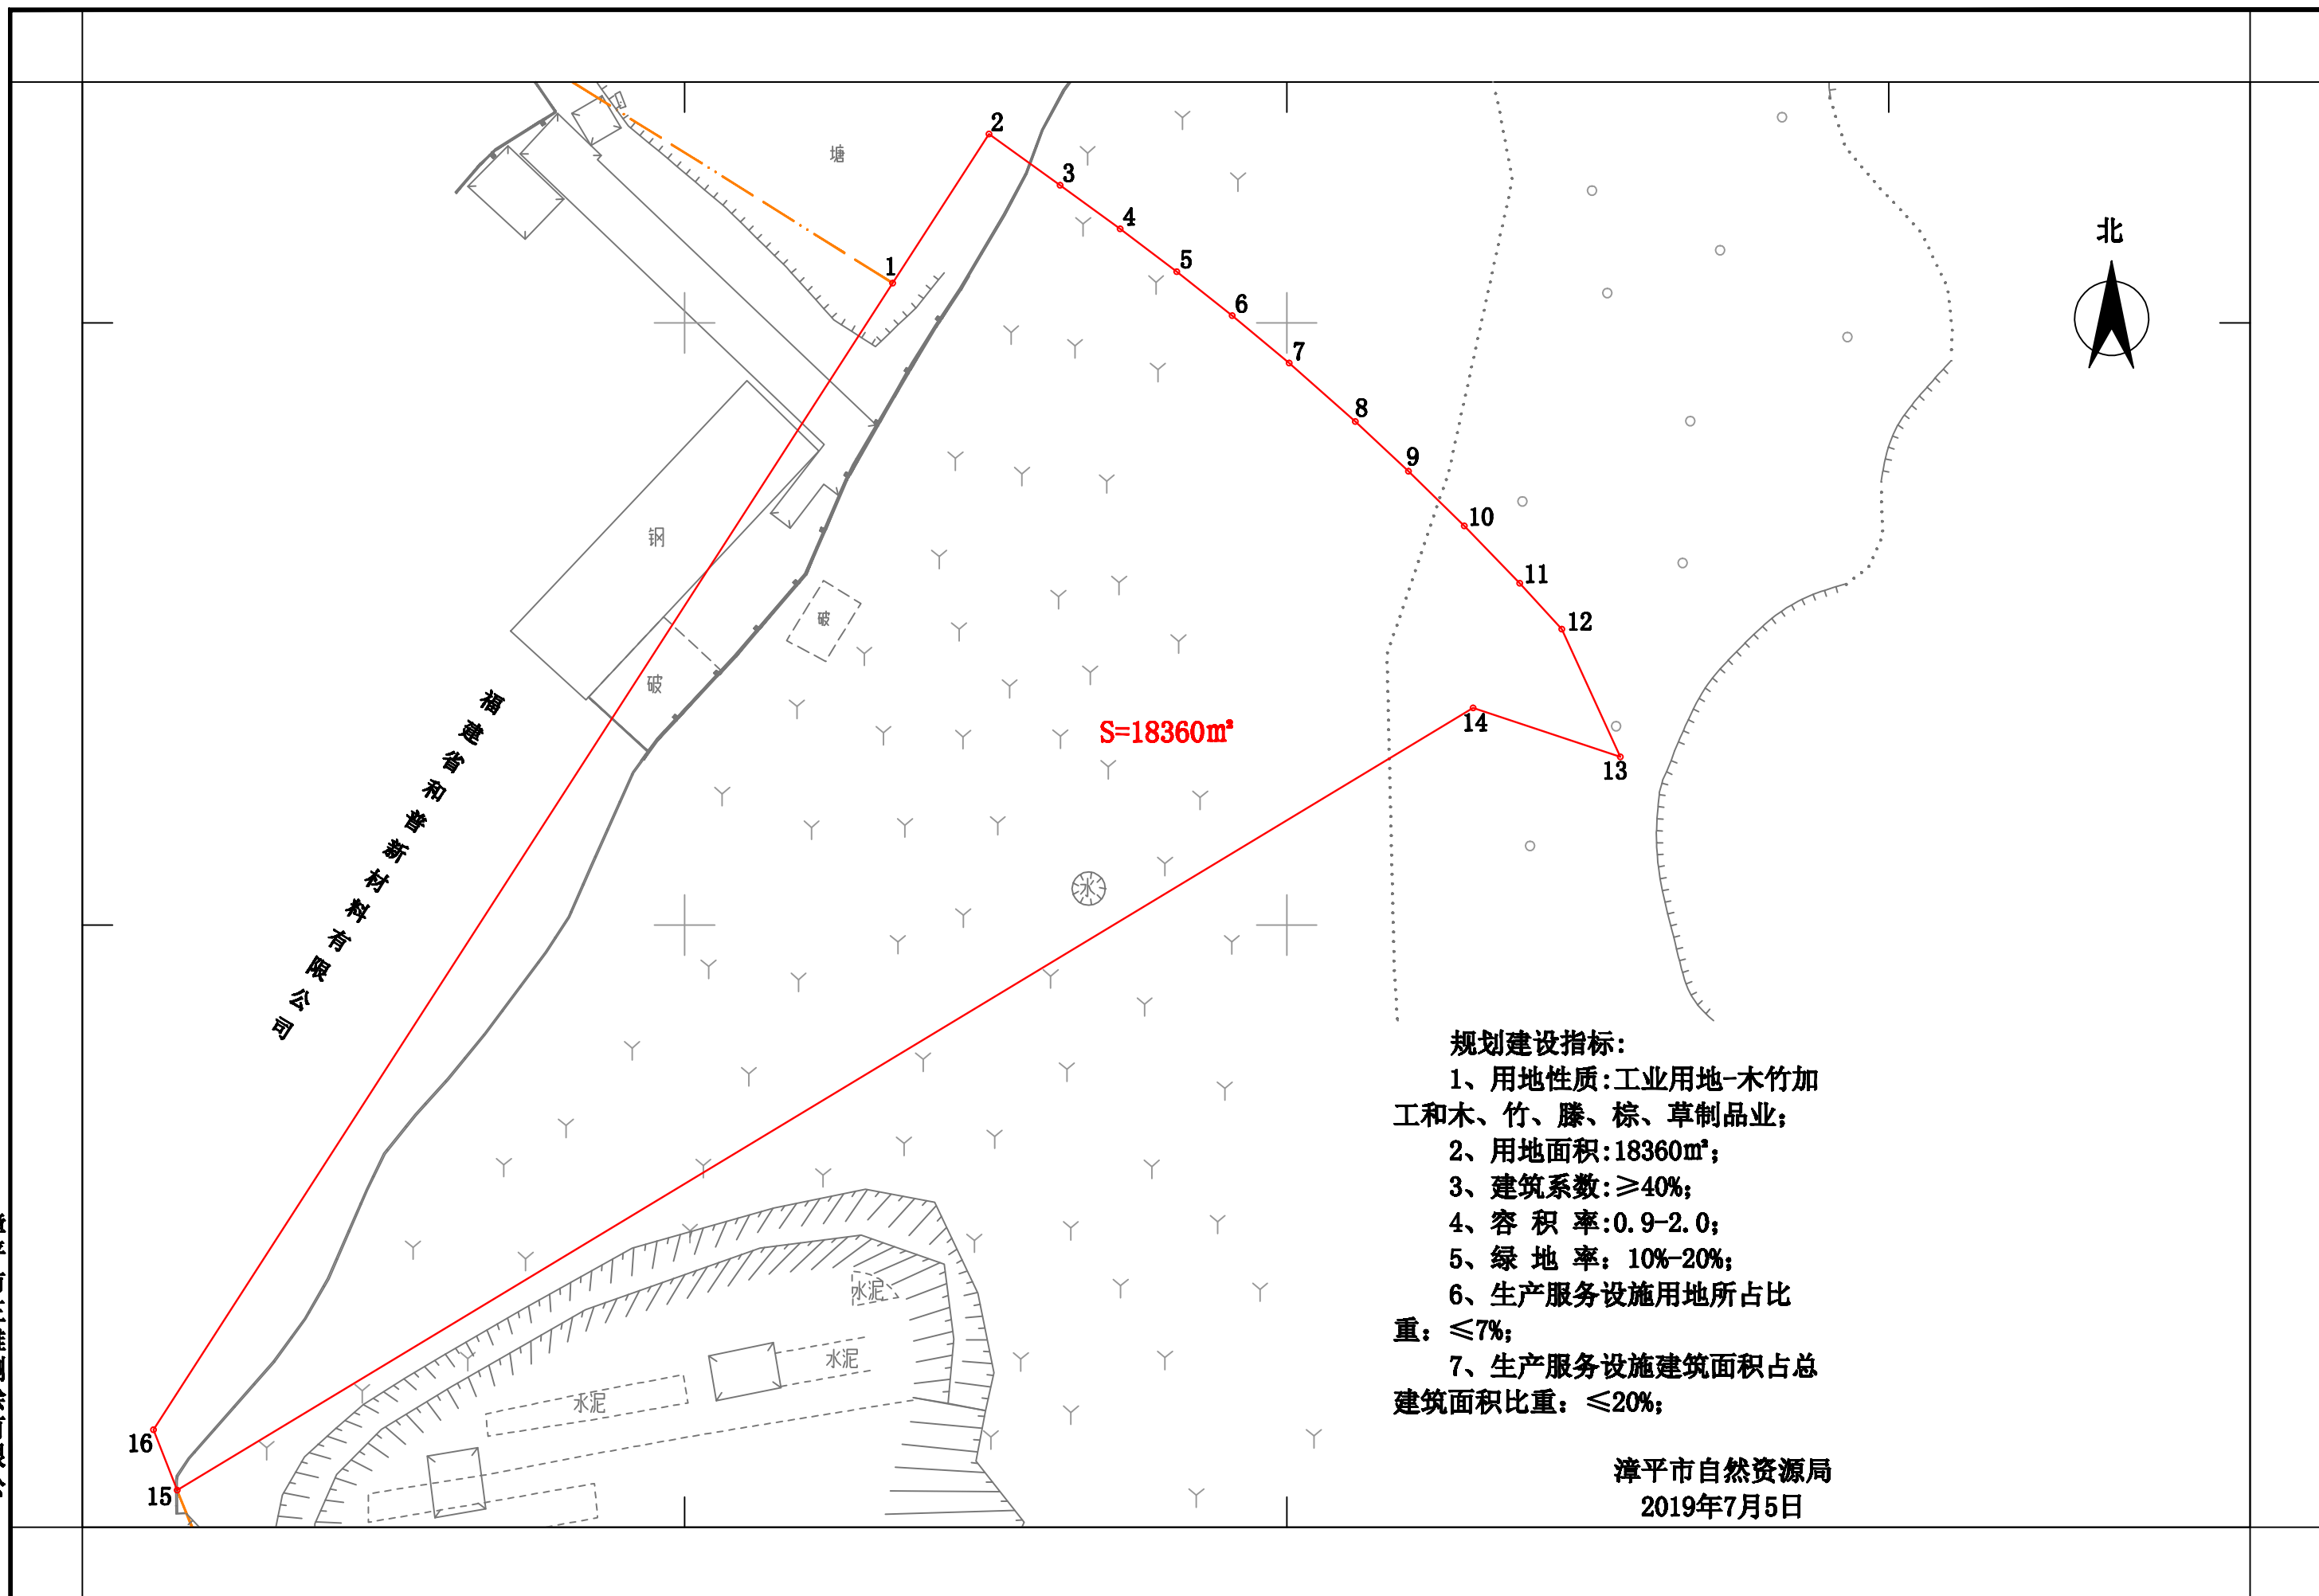 2
3
塘
4
北
5
1
6
7
8
9
10
钢
11
破
12
破
福建省和普新材料有限公司
S=18360m²
14
13
水
规划建设指标:
1、用地性质:工业用地-木竹加
工和木、竹、滕、棕、草制品业;
2、用地面积:18360m²;
3、建筑系数:≥40%;
4、容 积 率:0.9-2.0;
5、绿 地 率: 10%-20%;
6、生产服务设施用地所占比
重: ≤7%;
7、生产服务设施建筑面积占总
建筑面积比重: ≤20%;
水泥
水泥
水泥
16
15
漳平市自然资源局
2019年7月5日